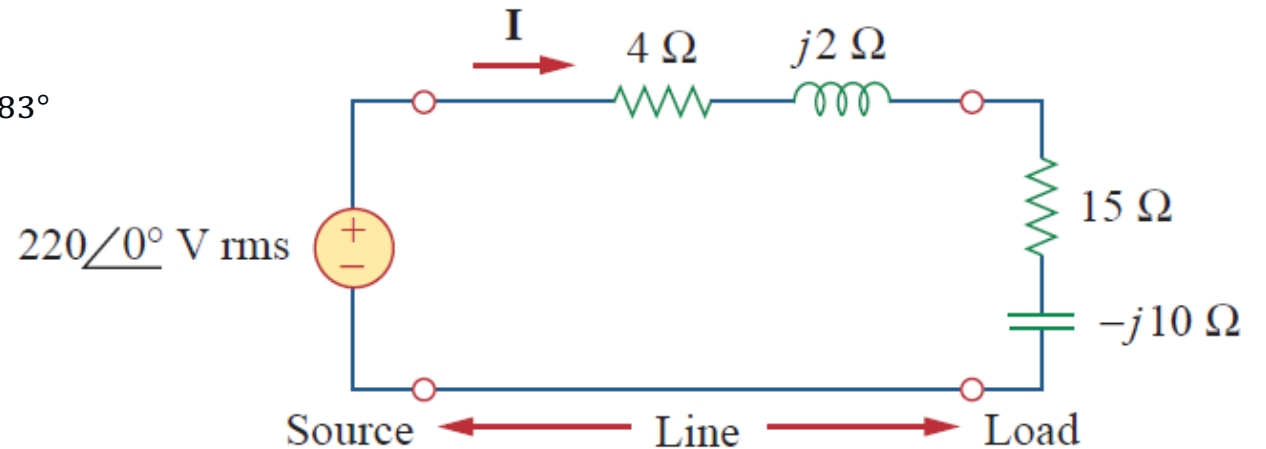 I
4 Ω
j2 Ω
83°
15 Ω
220∠0° V rms
+
−
−j10 Ω
Source
Line
Load